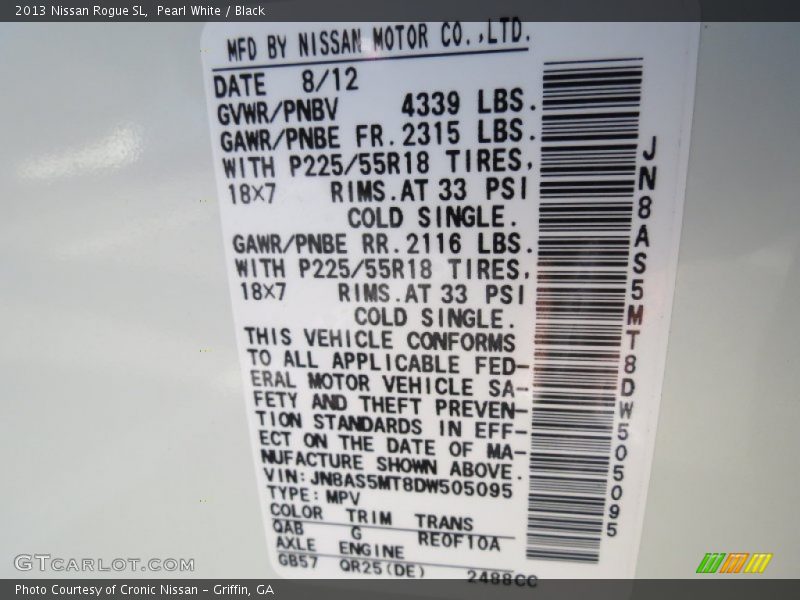 2013 Nissan Rogue SL, Pearl White / Black
MFD BY NISSAN MOTOR CO.,LTD.
DATE 8/12
GVWR/PNBV 4339 LBS.
GAWR/PNBE FR. 2315 LBS.
WITH P225/55R18 TIRES,
18×7 RIMS. AT 33 PSI
COLD SINGLE.
GAWR/PNBE RR. 2116 LBS.
WITH P225/55R18 TIRES,
18×7 RIMS. AT 33 PSI
COLD SINGLE.
THIS VEHICLE CONFORMS
TO ALL APPLICABLE FED-
ERAL MOTOR VEHICLE SA-
FETY AND THEFT PREVEN-
TION STANDARDS IN EFF-
ECT ON THE DATE OF MA-
NUFACTURE SHOWN ABOVE.
VIN: JN8AS5MT8DW505095
TYPE: MPV
COLOR TRIM TRANS
QAB G RE0F10A
AXLE ENGINE
GB57 QR25(DE) 2488CC
JN8AS5MT8DW505095
GTCARLOT.COM
Photo Courtesy of Cronic Nissan – Griffin, GA